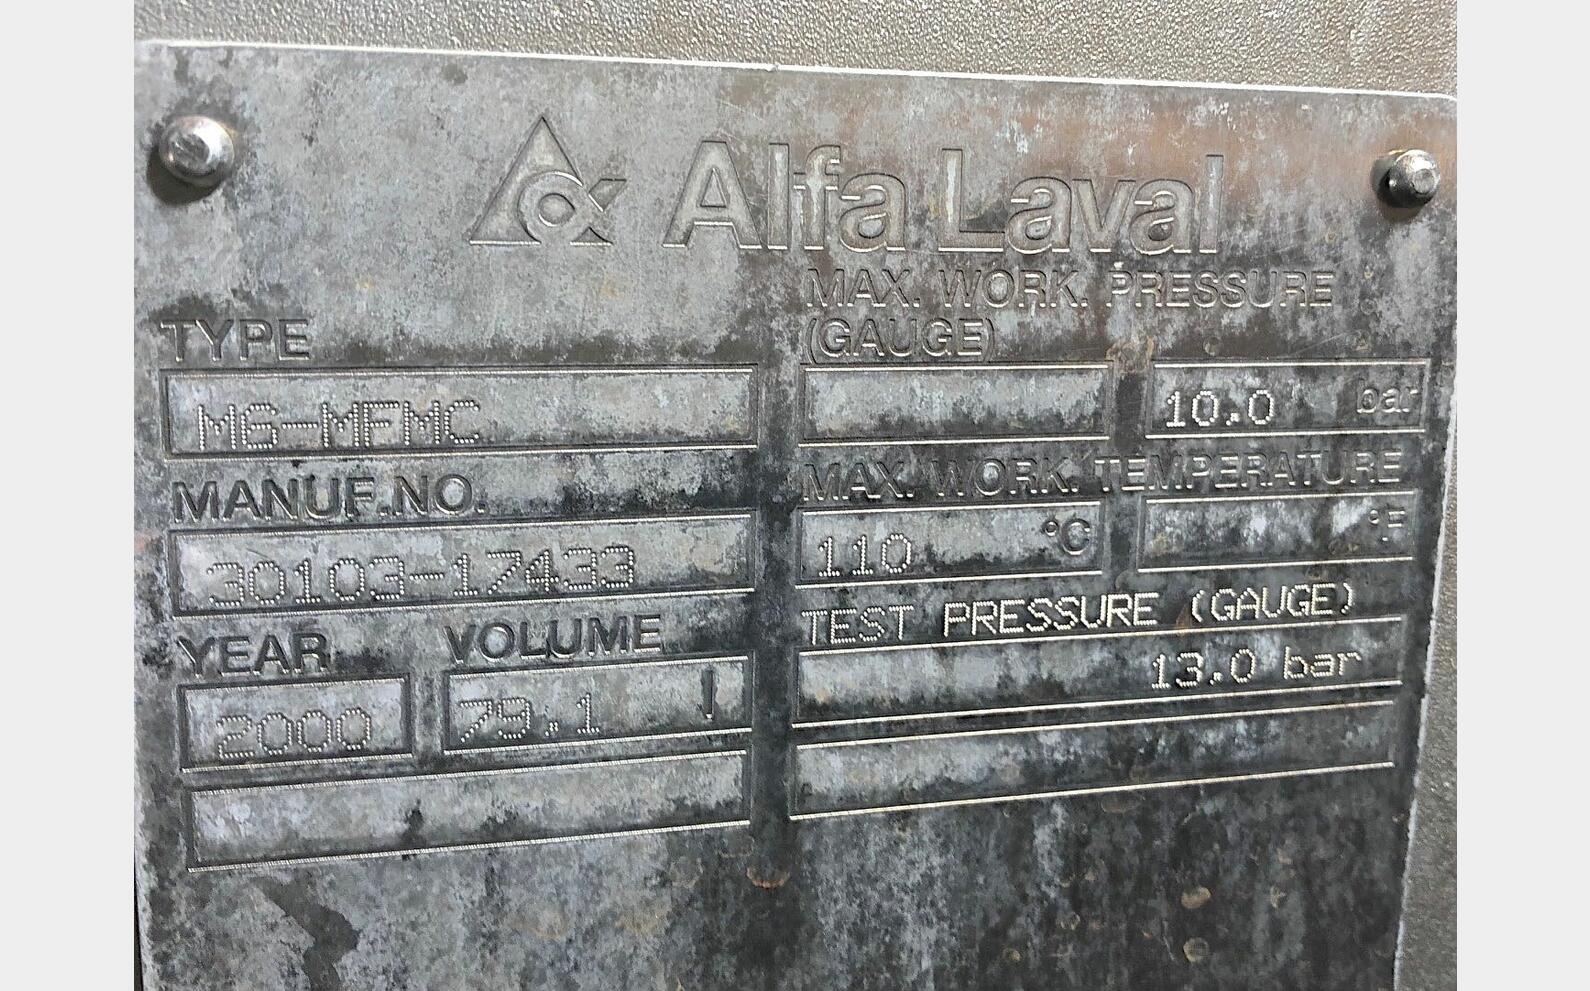 Alfa Laval
MAX. WORK. PRESSURE
(GAUGE)
TYPE
MG-MFMC
10.0 bar
MANUF.NO.
MAX. WORK. TEMPERATURE
30103-17433
110 °C
°F
YEAR
VOLUME
TEST PRESSURE (GAUGE)
2000
79.1 l
13.0 bar